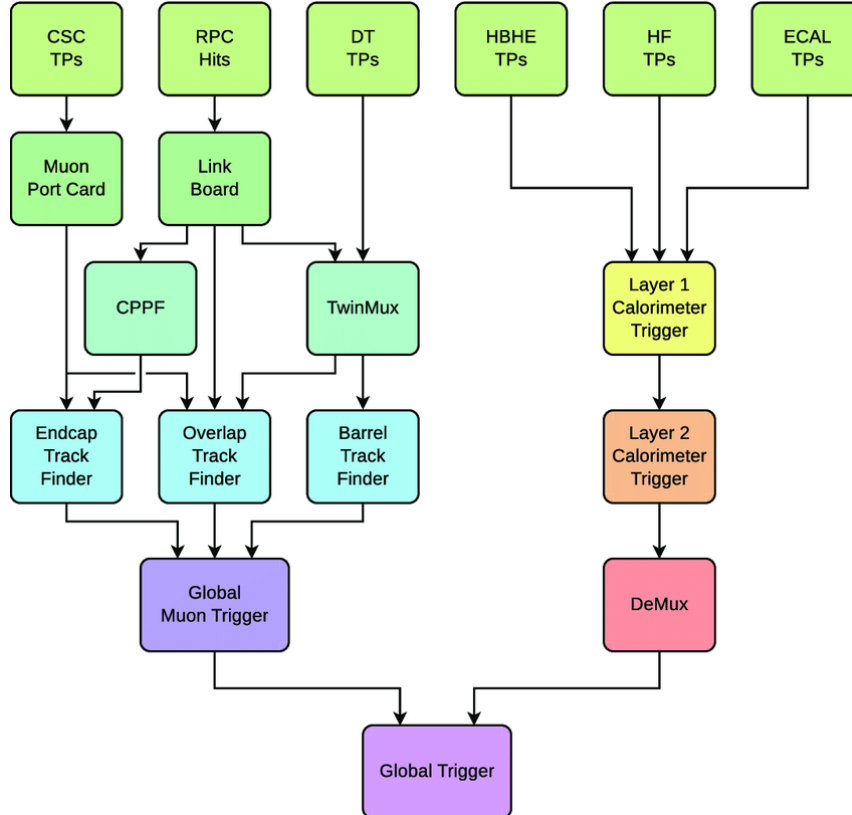 CSC
TPs
RPC
Hits
DT
TPs
HBHE
TPs
HF
TPs
ECAL
TPs
Muon
Port Card
Link
Board
CPPF
TwinMux
Layer 1
Calorimeter
Trigger
Endcap
Track
Finder
Overlap
Track
Finder
Barrel
Track
Finder
Layer 2
Calorimeter
Trigger
Global
Muon Trigger
DeMux
Global Trigger